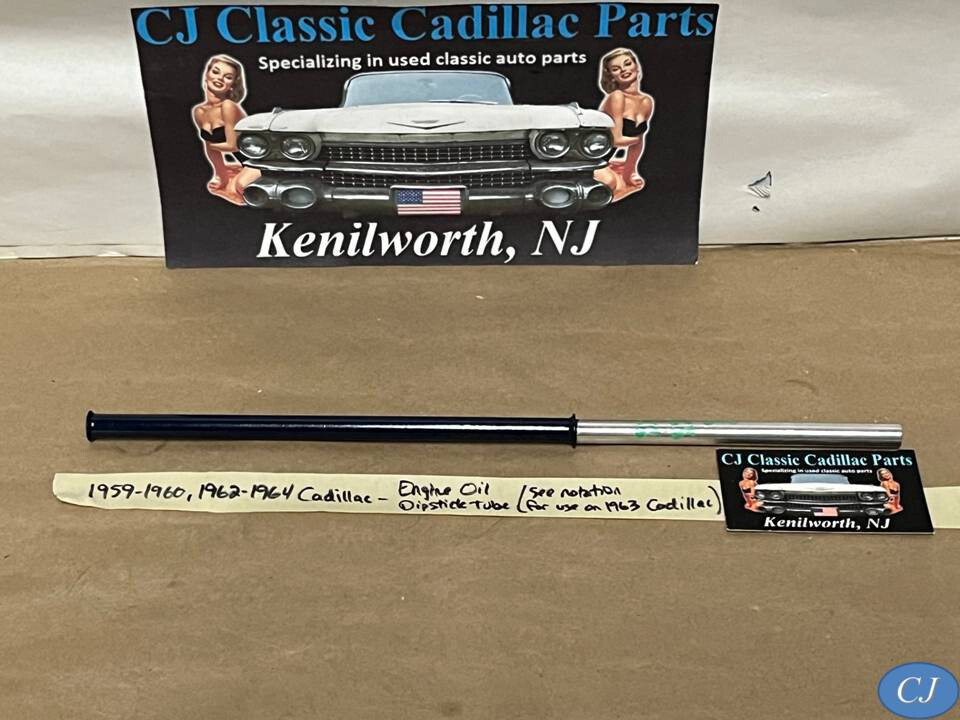 CJ Classic Cadillac Parts
Specializing in used classic auto parts
Kenilworth, NJ
1959-1960, 1962-1964 Cadillac - Engine Oil Dipstick Tube (see notation for use on 1963 Cadillac)
CJ Classic Cadillac Parts
Specializing in used classic auto parts
Kenilworth, NJ
CJ